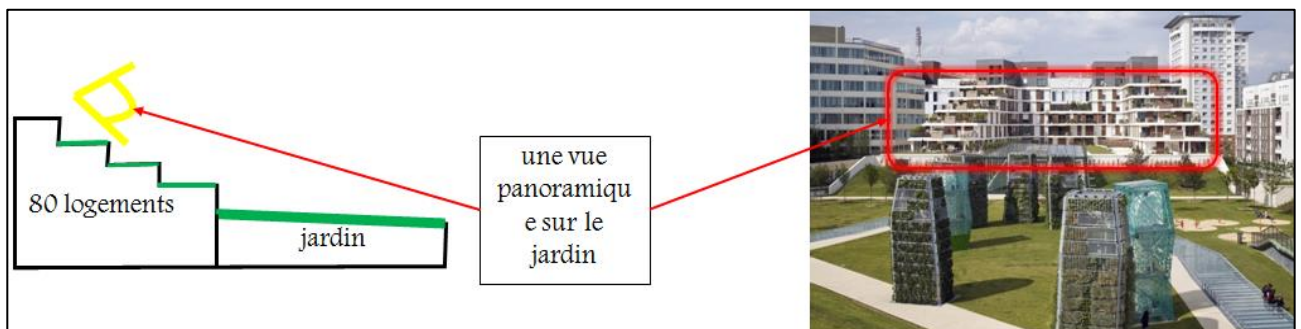 80 logements
jardin
une vue
panoramiqu
e sur le
jardin